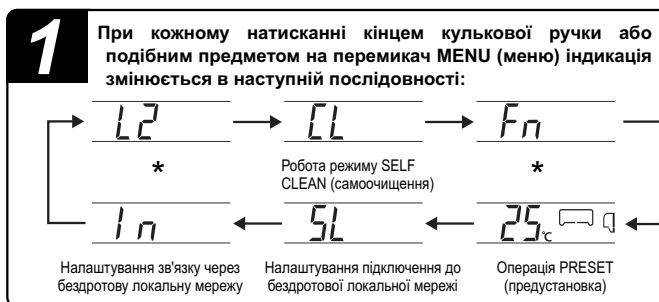 1
При кожному натисканні кінцем кулькової ручки або
подібним предметом на перемикач MENU (меню) індикація
змінюється в наступній послідовності:
L2 CL Fn
* Робота режиму SELF *
CLEAN (самоочищення)
In SL 25°C
Налаштування зв'язку через Налаштування підключення до Операція PRESET
бездротову локальну мережу бездротової локальної мережі (предустановка)